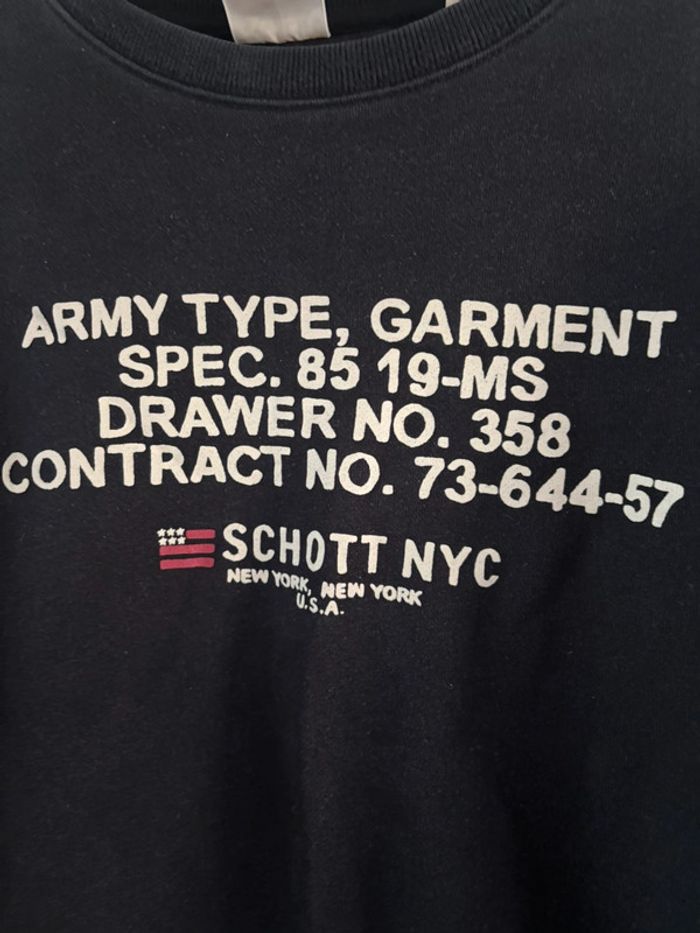 ARMY TYPE, GARMENT
SPEC. 85 19-MS
DRAWER NO. 358
CONTRACT NO. 73-644-57
SCHOTT NYC
NEW YORK, NEW YORK
U.S.A.